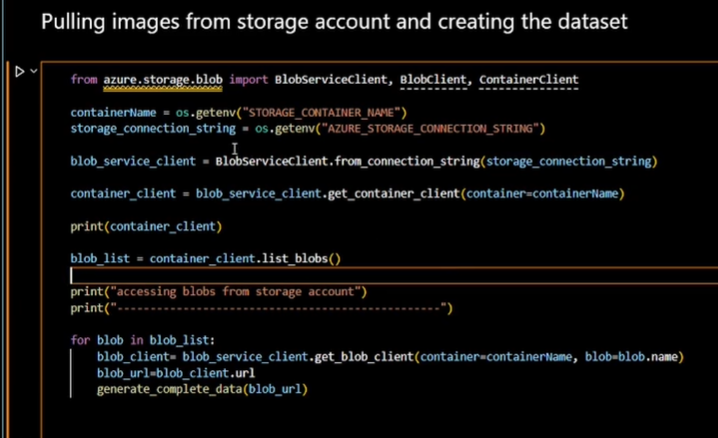 Pulling images from storage account and creating the dataset
from azure.storage.blob import BlobServiceClient, BlobClient, ContainerClient
containerName = os.getenv("STORAGE_CONTAINER_NAME")
storage_connection_string = os.getenv("AZURE_STORAGE_CONNECTION_STRING")
blob_service_client = BlobServiceClient.from_connection_string(storage_connection_string)
container_client = blob_service_client.get_container_client(container=containerName)
print(container_client)
blob_list = container_client.list_blobs()
print("accessing blobs from storage account")
print("-------------------------------------------------")
for blob in blob_list:
blob_client= blob_service_client.get_blob_client(container=containerName, blob=blob.name)
blob_url=blob_client.url
generate_complete_data(blob_url)